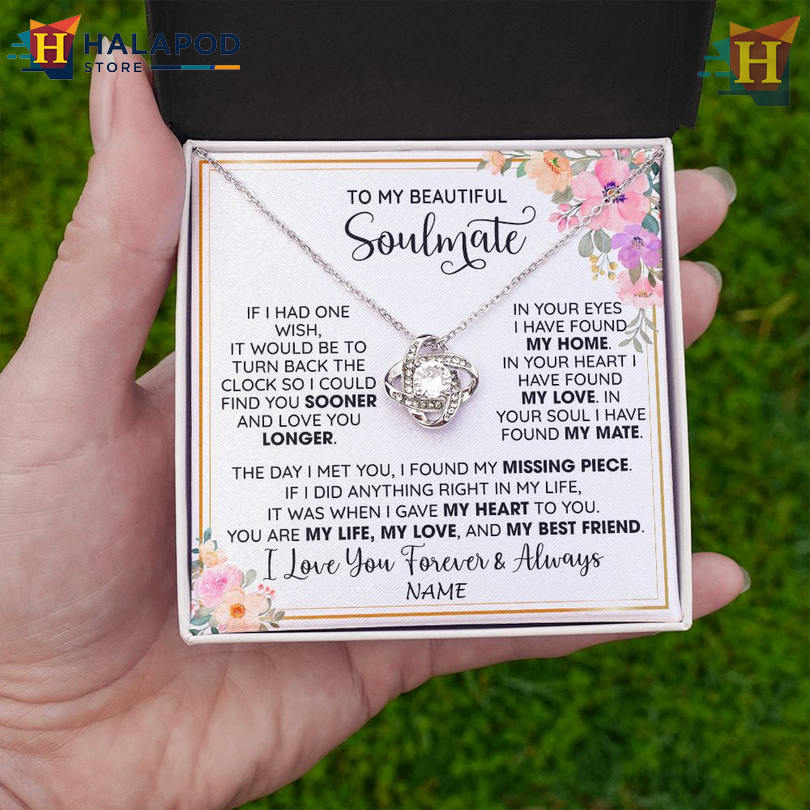 H HALAPOD
STORE
H
TO MY BEAUTIFUL
Soulmate
IF I HAD ONE
WISH,
IT WOULD BE TO
TURN BACK THE
CLOCK SO I COULD
FIND YOU SOONER
AND LOVE YOU
LONGER.
IN YOUR EYES
I HAVE FOUND
MY HOME.
IN YOUR HEART I
HAVE FOUND
MY LOVE. IN
YOUR SOUL I HAVE
FOUND MY MATE.
THE DAY I MET YOU, I FOUND MY MISSING PIECE.
IF I DID ANYTHING RIGHT IN MY LIFE,
IT WAS WHEN I GAVE MY HEART TO YOU.
YOU ARE MY LIFE, MY LOVE, AND MY BEST FRIEND.
I Love You Forever & Always
NAME